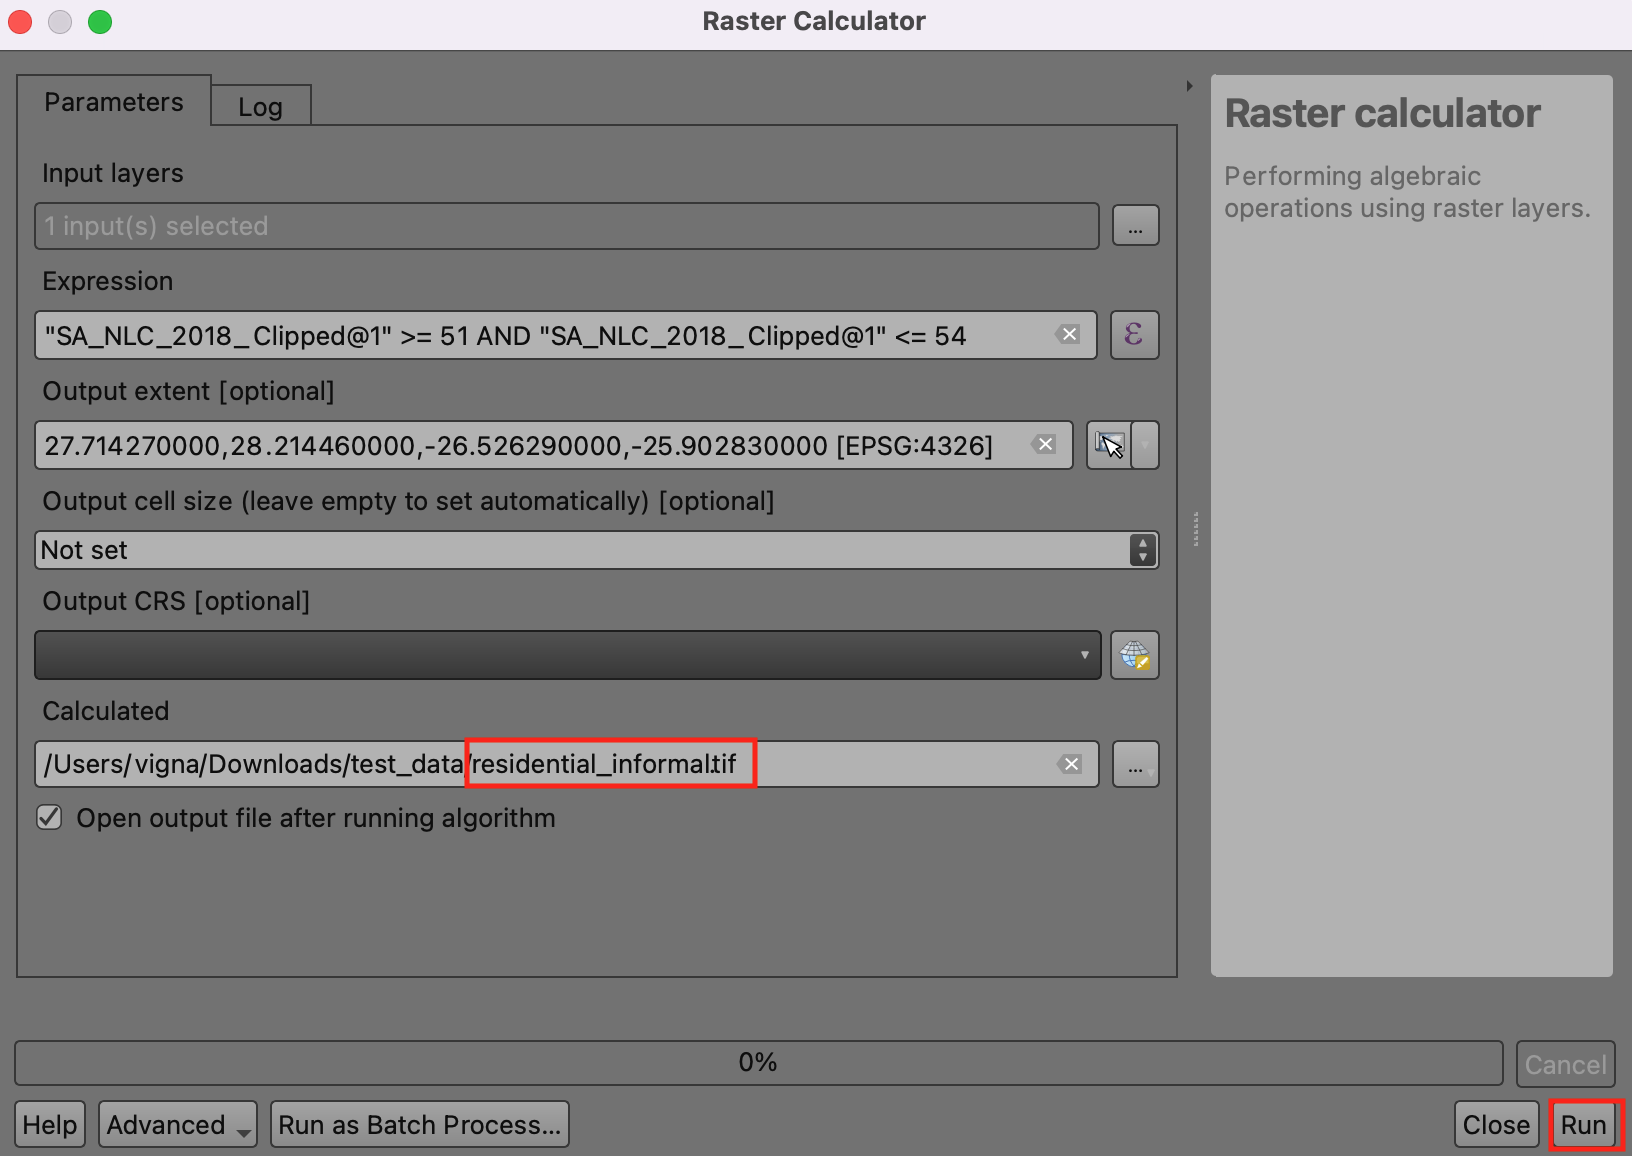 Raster Calculator
Parameters
Log
Input layers
1 input(s) selected
...
Expression
"SA_NLC_2018_Clipped@1" >= 51 AND "SA_NLC_2018_Clipped@1" <= 54
ε
Output extent [optional]
27.714270000,28.214460000,-26.526290000,-25.902830000 [EPSG:4326]
Output cell size (leave empty to set automatically) [optional]
Not set
Output CRS [optional]
Calculated
/Users/vigna/Downloads/test_data/residential_informal.tif
...
Open output file after running algorithm
Raster calculator
Performing algebraic
operations using raster layers.
0%
Cancel
Help
Advanced
Run as Batch Process...
Close
Run